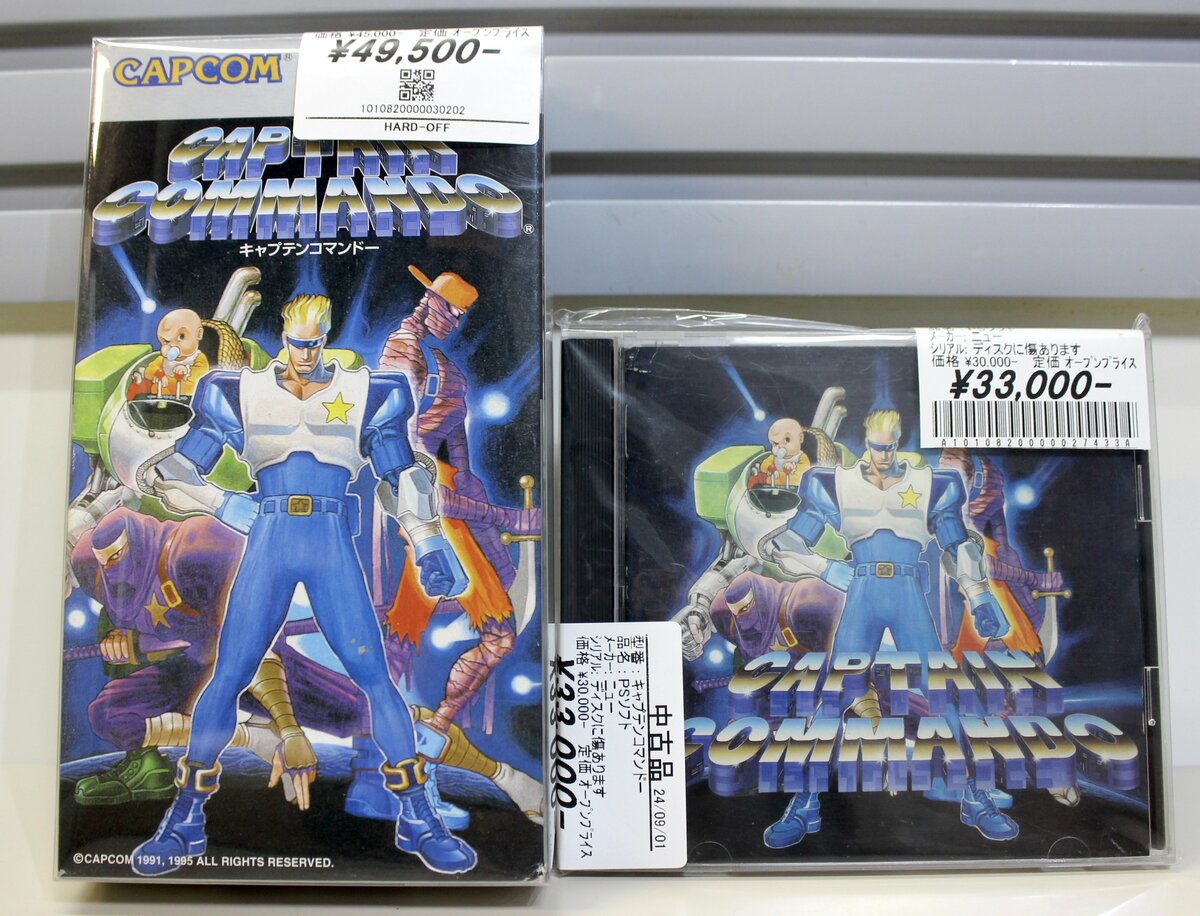 CAPCOM®
価格 ¥45,000- 定価 オープンプライス
¥49,500-
1010820000030202
HARD-OFF
CAPTAIN
COMMANDO®
キャプテンコマンドー
©CAPCOM 1991, 1995 ALL RIGHTS RESERVED.
メーカー: ニュー
シリアル: ディスクに傷あります
価格 ¥30,000- 定価 オープンプライス
¥33,000-
A1010820000027433A
CAPTAIN
COMMANDO
中古品 24/09/01
型番: キャプテンコマンドー
品名: PSソフト
メーカー: ニュー
シリアル: ディスクに傷あります
価格 ¥30,000- 定価 オープンプライス
¥33,000-